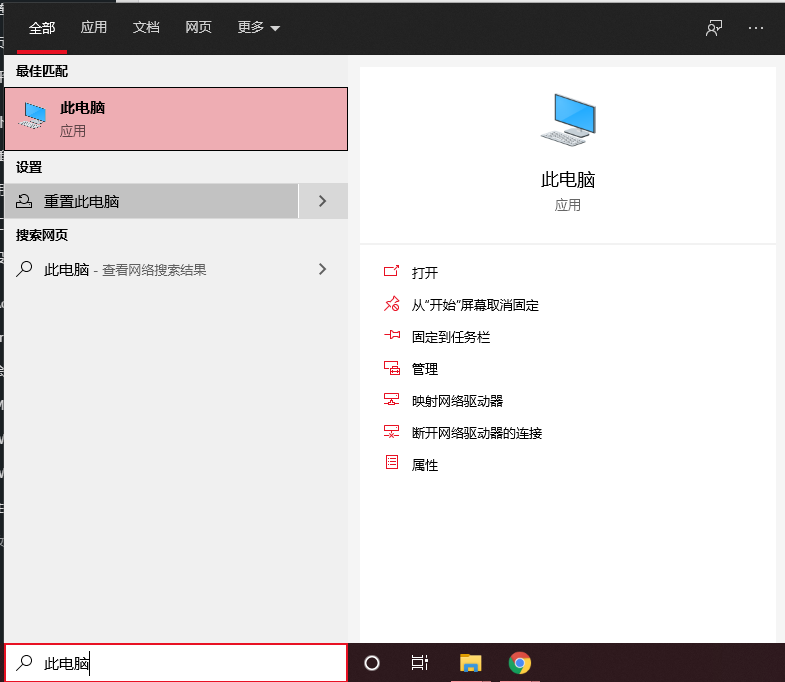 全部 应用 文档 网页 更多
最佳匹配
此电脑
应用
设置
重置此电脑
搜索网页
此电脑 - 查看网络搜索结果
此电脑
应用
打开
从"开始"屏幕取消固定
固定到任务栏
管理
映射网络驱动器
断开网络驱动器的连接
属性
此电脑